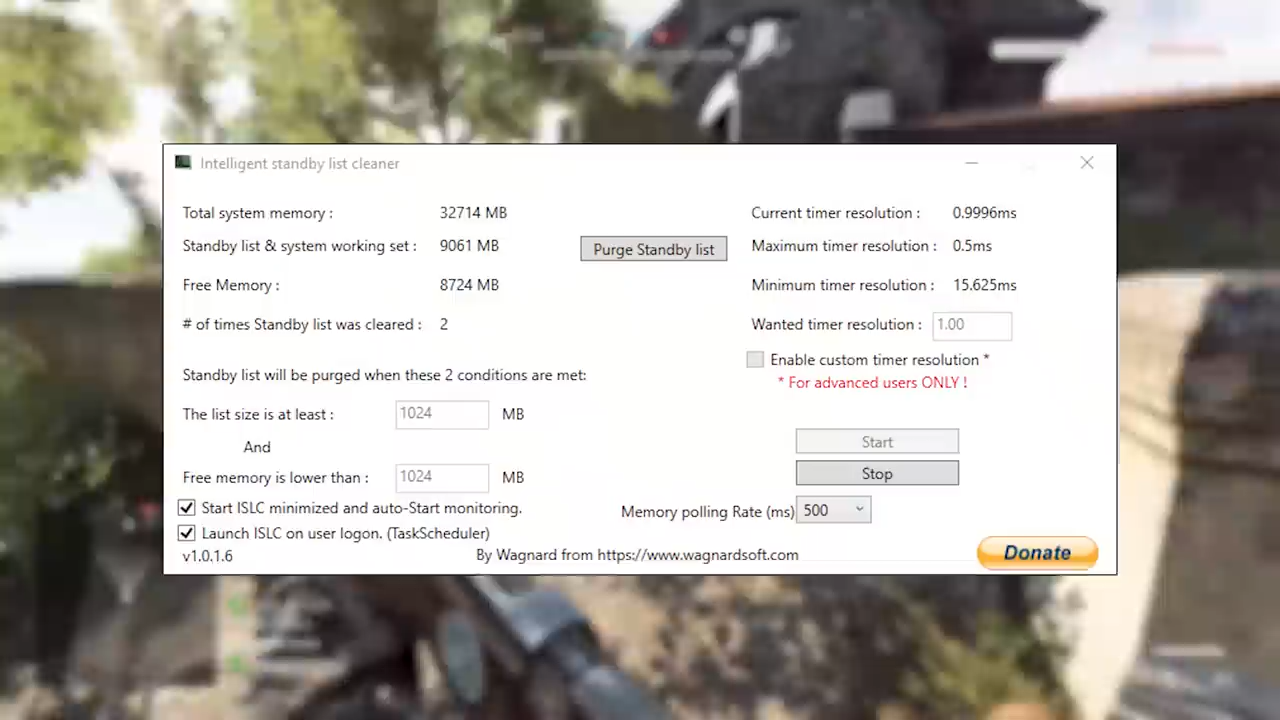 Intelligent standby list cleaner
Total system memory : 32714 MB
Current timer resolution : 0.9996ms
Standby list & system working set : 9061 MB
Purge Standby list
Maximum timer resolution : 0.5ms
Free Memory : 8724 MB
Minimum timer resolution : 15.625ms
# of times Standby list was cleared : 2
Wanted timer resolution : 1.00
Enable custom timer resolution *
* For advanced users ONLY !
Standby list will be purged when these 2 conditions are met:
The list size is at least : 1024 MB
And
Free memory is lower than : 1024 MB
Start
Stop
Start ISLC minimized and auto-Start monitoring.
Memory polling Rate (ms) 500
Launch ISLC on user logon. (TaskScheduler)
v1.0.1.6
By Wagnard from https://www.wagnardsoft.com
Donate